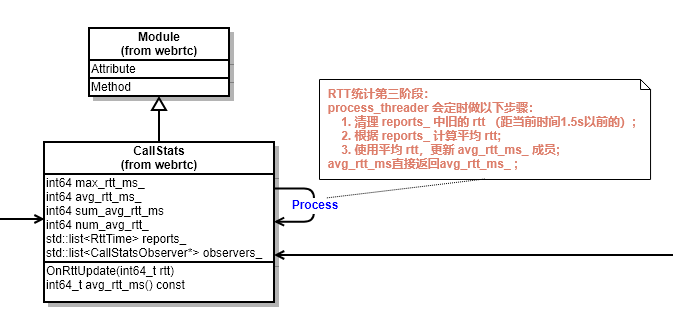 Module
(from webrtc)
Attribute
Method
RTT统计第三阶段：
process_threader 会定时做以下步骤：
1. 清理 reports_ 中旧的 rtt （距当前时间1.5s以前的）;
2. 根据 reports_ 计算平均 rtt;
3. 使用平均 rtt，更新 avg_rtt_ms_ 成员;
avg_rtt_ms直接返回avg_rtt_ms_ ;
CallStats
(from webrtc)
int64 max_rtt_ms_
int64 avg_rtt_ms_
int64 sum_avg_rtt_ms
int64 num_avg_rtt_
std::list<RttTime> reports_
std::list<CallStatsObserver*> observers_
Process
OnRttUpdate(int64_t rtt)
int64_t avg_rtt_ms() const